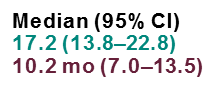 Median (95% CI)
17.2 (13.8–22.8)
10.2 mo (7.0–13.5)